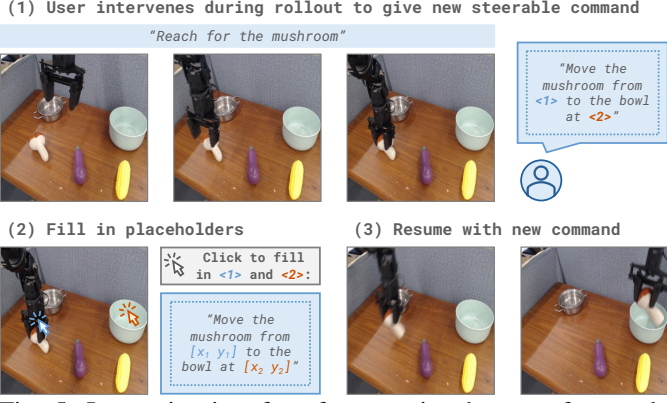 (1) User intervenes during rollout to give new steerable command
"Reach for the mushroom"
"Move the
mushroom from
<1> to the bowl
at <2>"
(2) Fill in placeholders
Click to fill
in <1> and <2>:
"Move the
mushroom from
[x₁ y₁] to the
bowl at [x₂ y₂]"
(3) Resume with new command